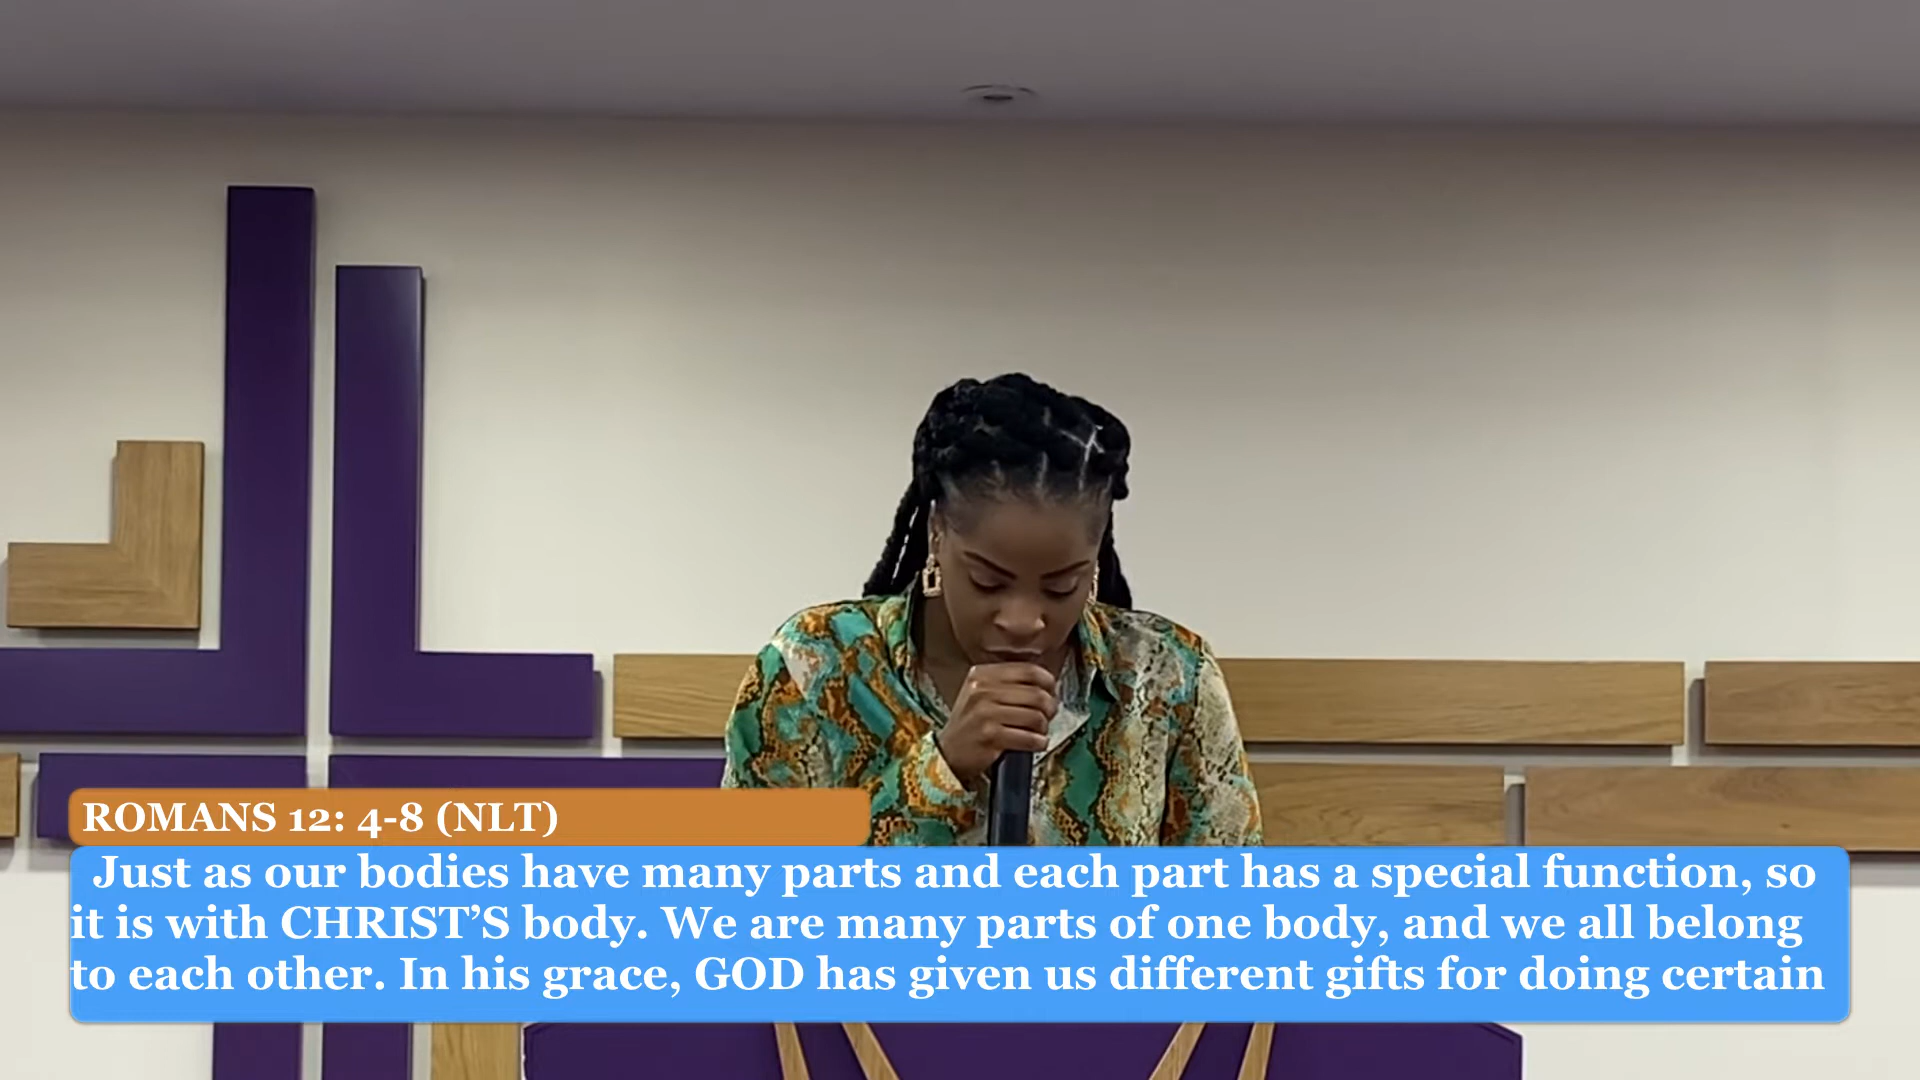 ROMANS 12: 4-8 (NLT)
Just as our bodies have many parts and each part has a special function, so
it is with CHRIST’S body. We are many parts of one body, and we all belong
to each other. In his grace, GOD has given us different gifts for doing certain